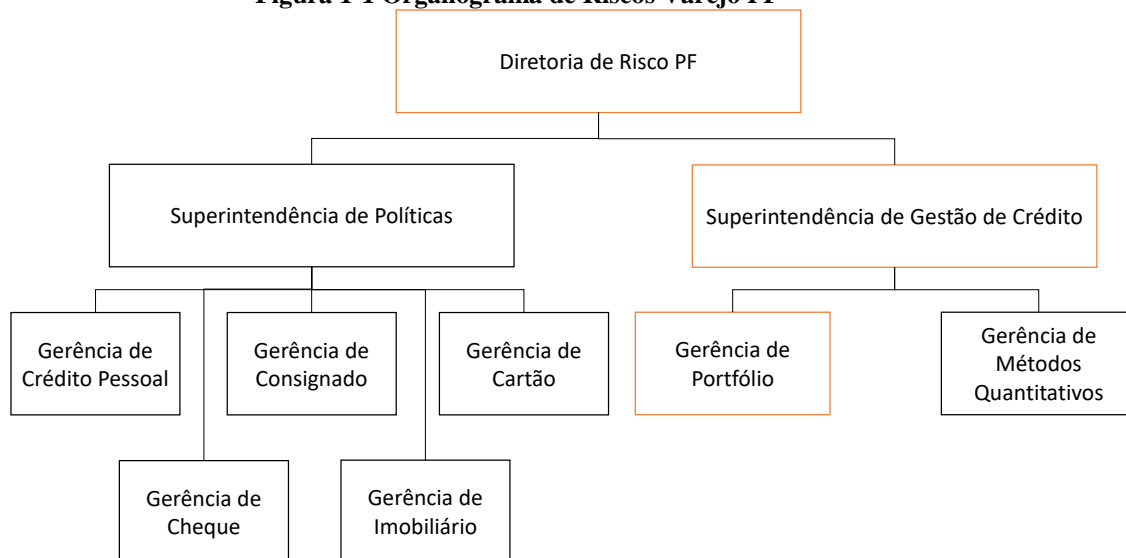 Figura 1-1 Organograma de Riscos Varejo PF
Diretoria de Risco PF
Superintendência de Políticas
Superintendência de Gestão de Crédito
Gerência de
Crédito Pessoal
Gerência de
Consignado
Gerência de
Cartão
Gerência de
Portfólio
Gerência de
Métodos
Quantitativos
Gerência de
Cheque
Gerência de
Imobiliário